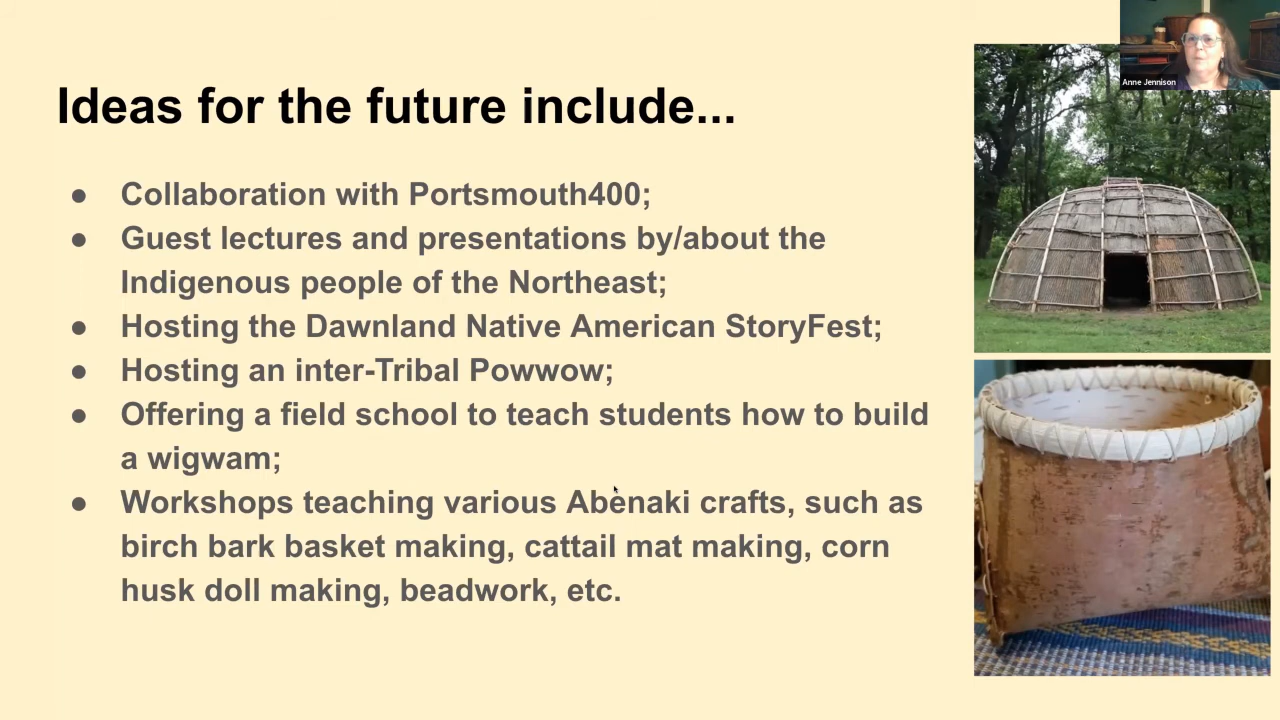 Anne Jennison
Ideas for the future include...
● Collaboration with Portsmouth400;
● Guest lectures and presentations by/about the
Indigenous people of the Northeast;
● Hosting the Dawnland Native American StoryFest;
● Hosting an inter-Tribal Powwow;
● Offering a field school to teach students how to build
a wigwam;
● Workshops teaching various Abenaki crafts, such as
birch bark basket making, cattail mat making, corn
husk doll making, beadwork, etc.